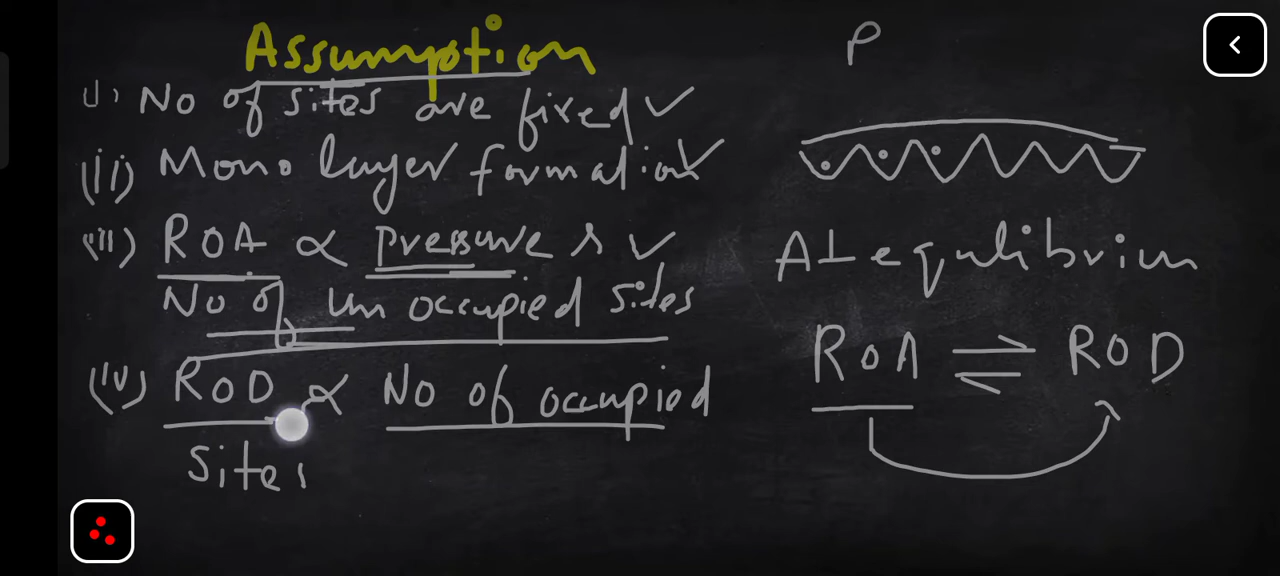 Assumption
P
(i) No of sites are fixed ✓
(ii) Mono layer formation ✓
(iii) ROA ∝ pressure & ✓
No of un occupied sites
At equlibrium
ROA ⇌ ROD
(iv) ROD ∝ No of occupied
sites